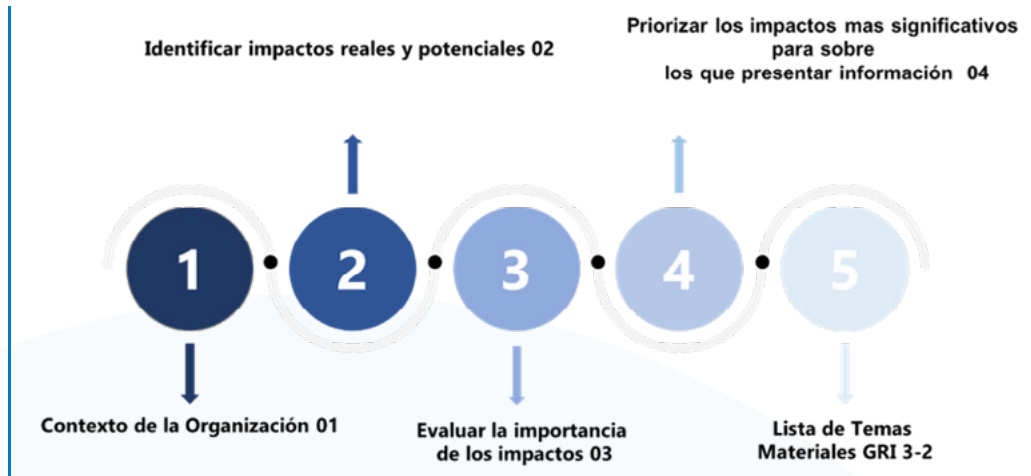 Identificar impactos reales y potenciales 02
Priorizar los impactos mas significativos
para sobre
los que presentar información 04
1
2
3
4
5
Contexto de la Organización 01
Evaluar la importancia
de los impactos 03
Lista de Temas
Materiales GRI 3-2